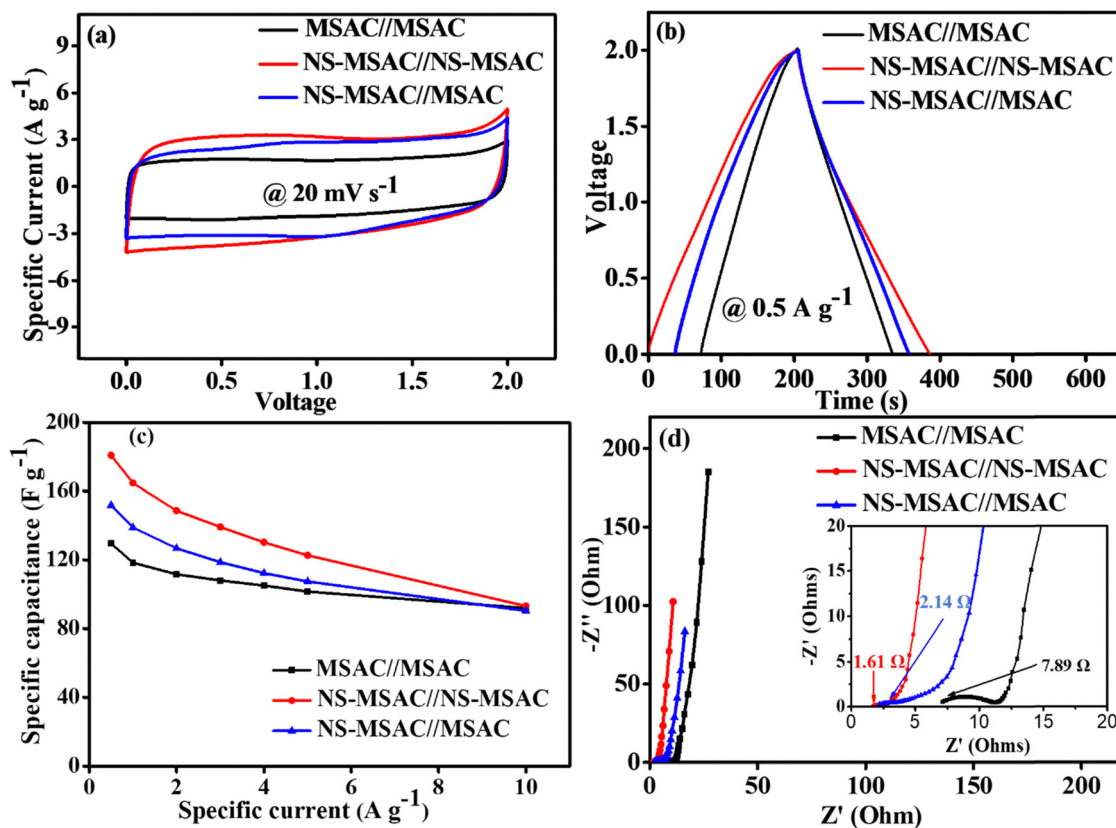 (a)
MSAC//MSAC
NS-MSAC//NS-MSAC
NS-MSAC//MSAC
@ 20 mV s⁻¹
Specific Current (A g⁻¹)
9
6
3
0
-3
-6
-9
0.0 0.5 1.0 1.5 2.0
Voltage
(b)
MSAC//MSAC
NS-MSAC//NS-MSAC
NS-MSAC//MSAC
@ 0.5 A g⁻¹
Voltage
2.0
1.5
1.0
0.5
0.0
0 100 200 300 400 500 600
Time (s)
(c)
Specific capacitance (F g⁻¹)
200
160
120
80
40
0
MSAC//MSAC
NS-MSAC//NS-MSAC
NS-MSAC//MSAC
0 2 4 6 8 10
Specific current (A g⁻¹)
(d)
MSAC//MSAC
NS-MSAC//NS-MSAC
NS-MSAC//MSAC
-Z'' (Ohm)
200
150
100
50
0
0 50 100 150 200
Z' (Ohm)
-Z' (Ohms)
20
15
10
5
0
2.14 Ω
1.61 Ω
7.89 Ω
0 5 10 15 20
Z' (Ohms)